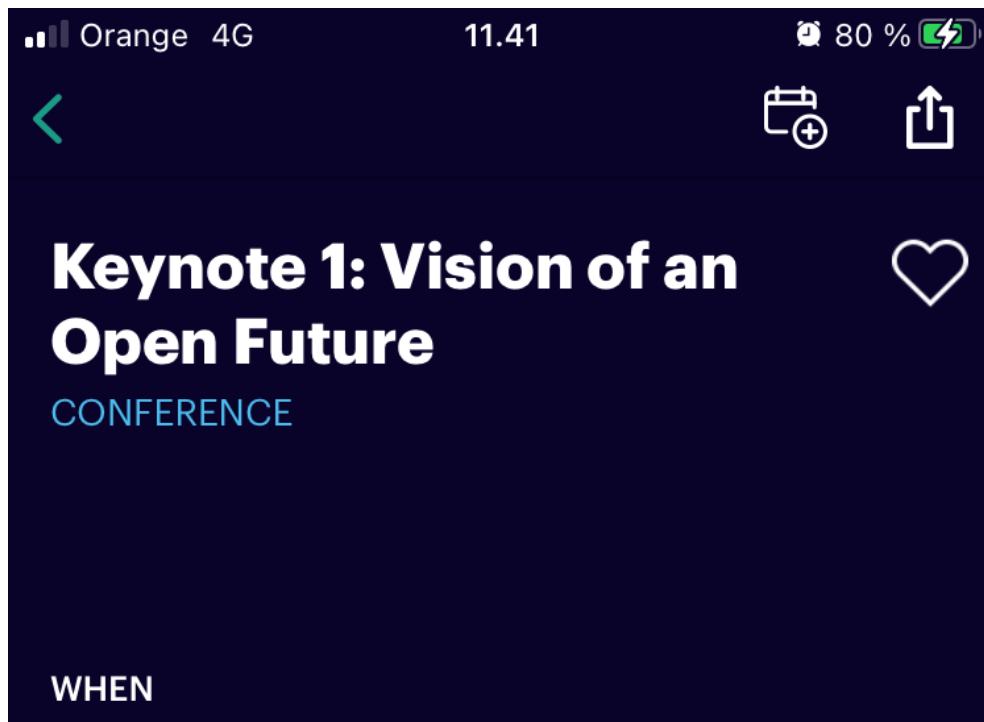 Orange 4G 11.41 80 %
Keynote 1: Vision of an
Open Future
CONFERENCE
WHEN